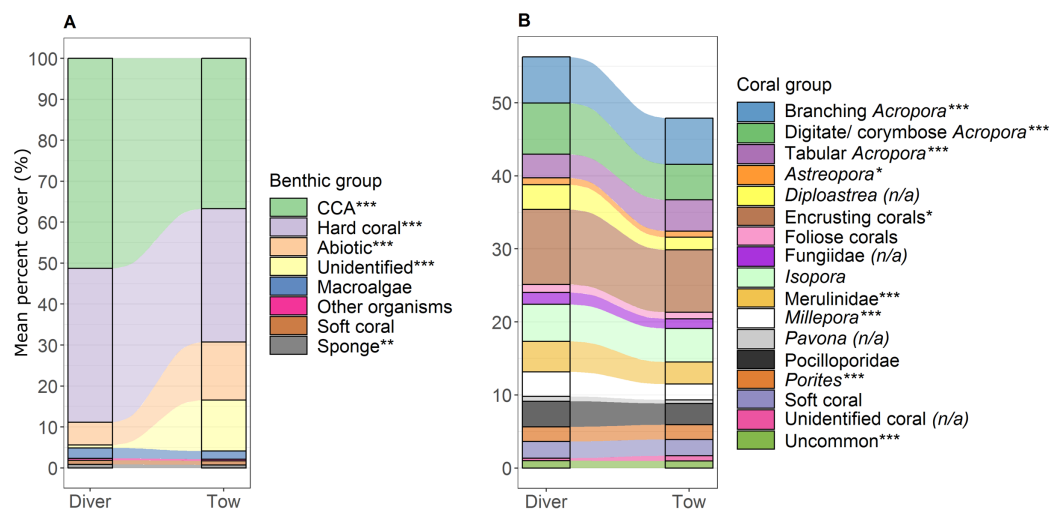 A
Mean percent cover (%)
100
90
80
70
60
50
40
30
20
10
0
Diver
Tow
Benthic group
CCA***
Hard coral***
Abiotic***
Unidentified***
Macroalgae
Other organisms
Soft coral
Sponge**
B
50
40
30
20
10
0
Diver
Tow
Coral group
Branching Acropora***
Digitate/ corymbose Acropora***
Tabular Acropora***
Astreopora*
Diploastrea (n/a)
Encrusting corals*
Foliose corals
Fungiidae (n/a)
Isopora
Merulinidae***
Millepora***
Pavona (n/a)
Pocilloporidae
Porites***
Soft coral
Unidentified coral (n/a)
Uncommon***